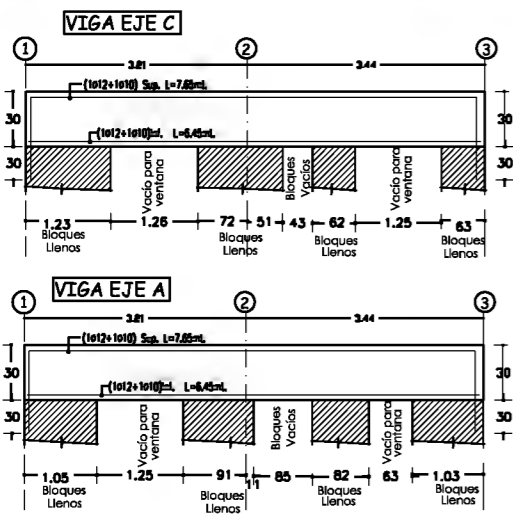 VIGA EJE C
1
2
3
3.21
3.44
(1Ø12+1Ø10) Sup. L=7.65mL.
(1Ø12+1Ø10)Inf. L=6.45mL.
30
30
30
30
Vacío para
ventana
Bloques
Vacíos
Vacío para
ventana
1.23
1.26
72
51
43
62
1.25
63
Bloques
Llenos
Bloques
Llenos
Bloques
Llenos
Bloques
Llenos
VIGA EJE A
1
2
3
3.21
3.44
(1Ø12+1Ø10) Sup. L=7.65mL.
(1Ø12+1Ø10)Inf. L=6.45mL.
30
30
30
30
Vacío para
ventana
Bloques
Vacíos
Vacío para
ventana
1.05
1.25
91
11
85
82
63
1.03
Bloques
Llenos
Bloques
Llenos
Bloques
Llenos
Bloques
Llenos